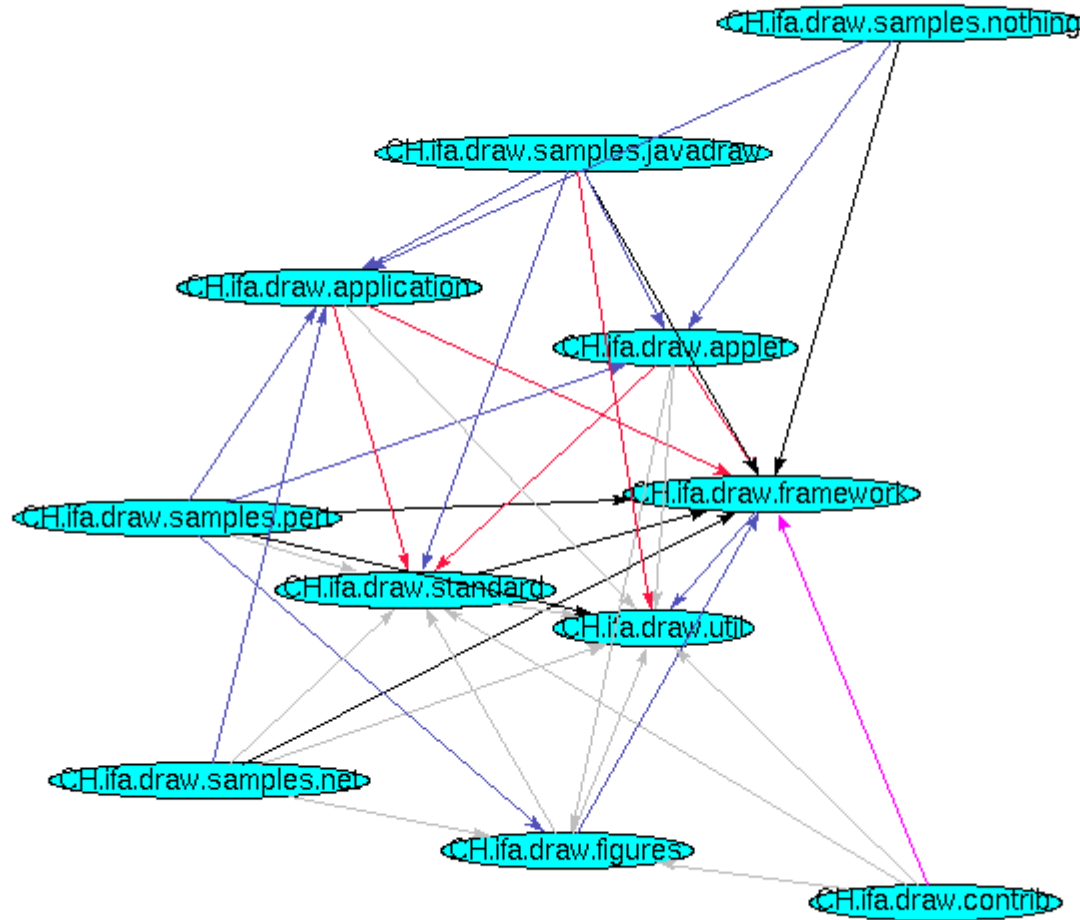 CH.ifa.draw.samples.nothing
CH.ifa.draw.samples.javadraw
CH.ifa.draw.application
CH.ifa.draw.applet
CH.ifa.draw.framework
CH.ifa.draw.samples.pert
CH.ifa.draw.standard
CH.ifa.draw.util
CH.ifa.draw.samples.net
CH.ifa.draw.figures
CH.ifa.draw.contrib